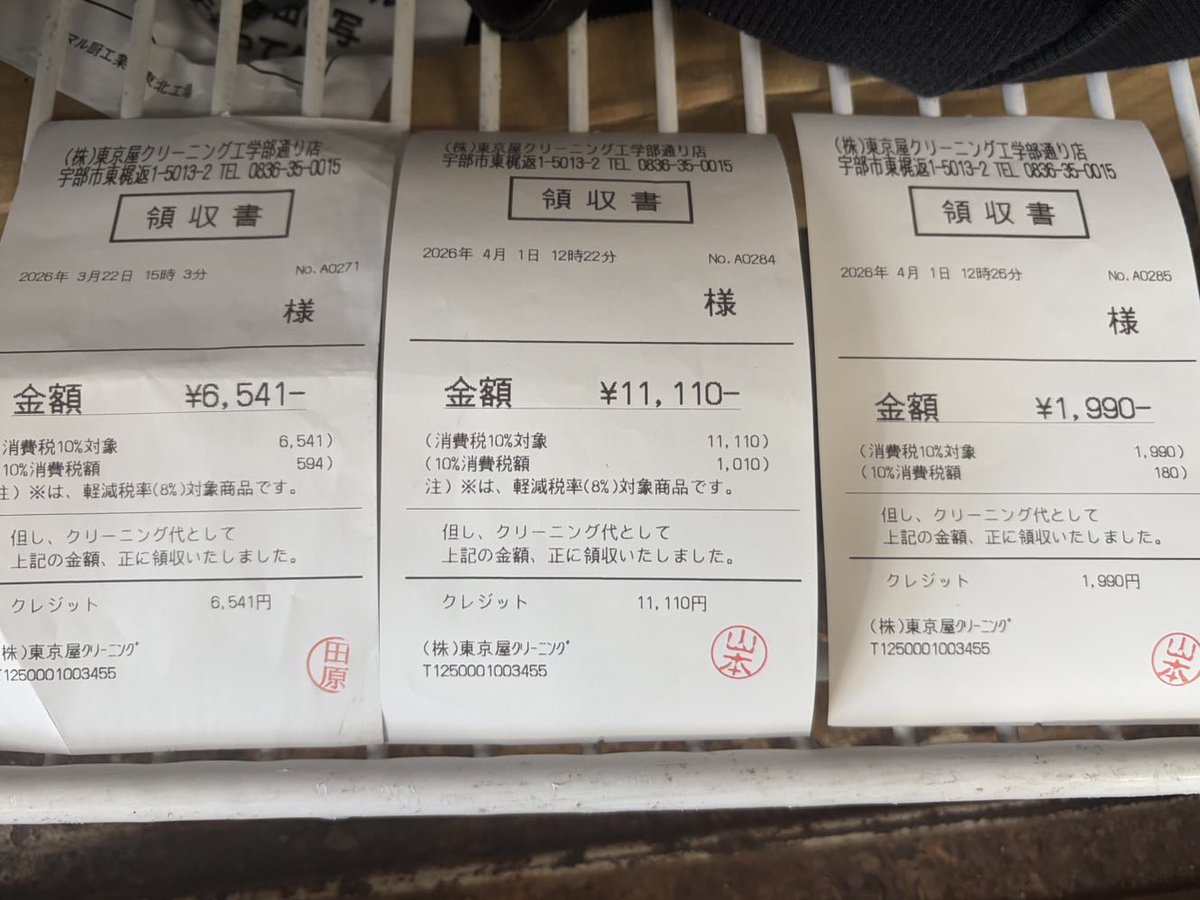 マル厨工業
東北工場
(株)東京屋クリーニング工学部通り店
宇部市東梶返1-5013-2 TEL 0836-35-0015
領収書
2026年 3月22日 15時 3分 No.A0271
様
金額 ¥6,541-
消費税10%対象 6,541)
10%消費税額 594)
注)※は、軽減税率(8%)対象商品です。
但し、クリーニング代として
上記の金額、正に領収いたしました。
クレジット 6,541円
株)東京屋クリーニング
T1250001003455
田原
(株)東京屋クリーニング工学部通り店
宇部市東梶返1-5013-2 TEL 0836-35-0015
領収書
2026年 4月 1日 12時22分 No.A0284
様
金額 ¥11,110-
(消費税10%対象 11,110)
(10%消費税額 1,010)
注)※は、軽減税率(8%)対象商品です。
但し、クリーニング代として
上記の金額、正に領収いたしました。
クレジット 11,110円
(株)東京屋クリーニング
T1250001003455
山本
(株)東京屋クリーニング工学部通り店
宇部市東梶返1-5013-2 TEL 0836-35-0015
領収書
2026年 4月 1日 12時26分 No.A0285
様
金額 ¥1,990-
(消費税10%対象 1,990)
(10%消費税額 180)
但し、クリーニング代として
上記の金額、正に領収いたしました。
クレジット 1,990円
(株)東京屋クリーニング
T1250001003455
山本